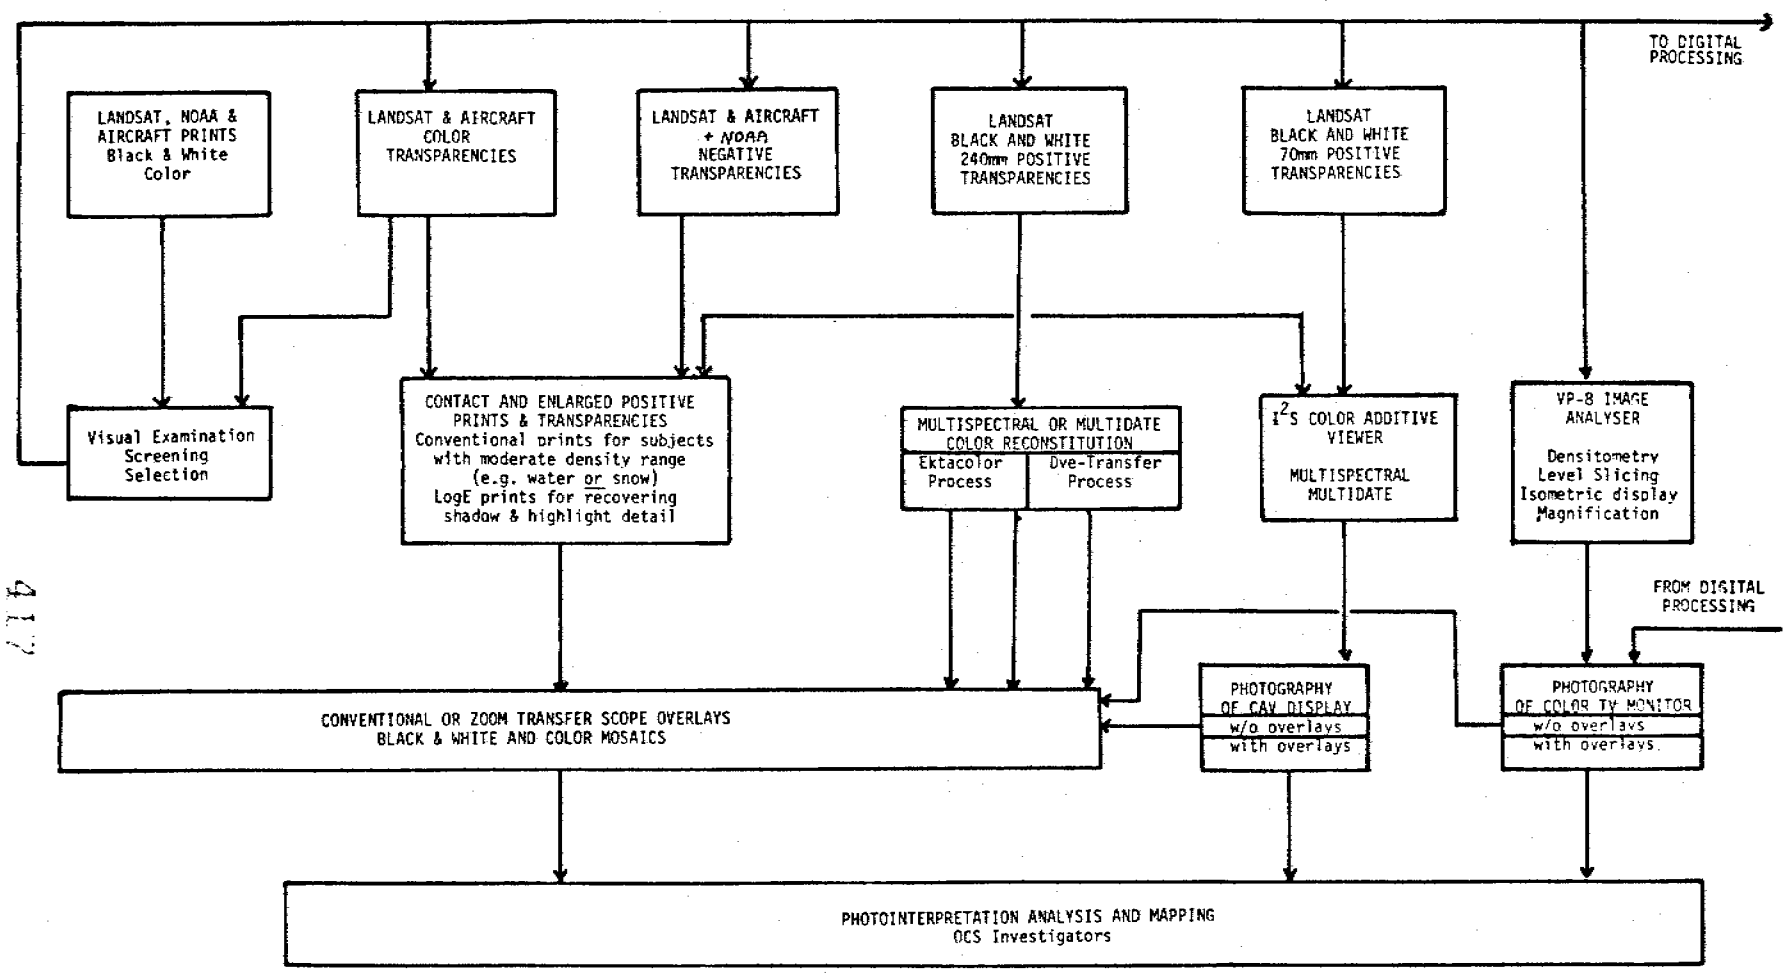 TO DIGITAL
PROCESSING
LANDSAT, NOAA &
AIRCRAFT PRINTS
Black & White
Color
LANDSAT & AIRCRAFT
COLOR
TRANSPARENCIES
LANDSAT & AIRCRAFT
+ NOAA
NEGATIVE
TRANSPARENCIES
LANDSAT
BLACK AND WHITE
240mm POSITIVE
TRANSPARENCIES
LANDSAT
BLACK AND WHITE
70mm POSITIVE
TRANSPARENCIES
Visual Examination
Screening
Selection
CONTACT AND ENLARGED POSITIVE
PRINTS & TRANSPARENCIES
Conventional prints for subjects
with moderate density range
(e.g. water or snow)
LogE prints for recovering
shadow & highlight detail
MULTISPECTRAL OR MULTIDATE
COLOR RECONSTITUTION
Ektacolor
Process
Dye-Transfer
Process
I²S COLOR ADDITIVE
VIEWER
MULTISPECTRAL
MULTIDATE
VP-8 IMAGE
ANALYSER
Densitometry
Level Slicing
Isometric display
Magnification
FROM DIGITAL
PROCESSING
417
CONVENTIONAL OR ZOOM TRANSFER SCOPE OVERLAYS
BLACK & WHITE AND COLOR MOSAICS
PHOTOGRAPHY
OF CAV DISPLAY
w/o overlays
with overlays
PHOTOGRAPHY
OF COLOR TV MONITOR
w/o overlays
with overlays
PHOTOINTERPRETATION ANALYSIS AND MAPPING
OCS Investigators